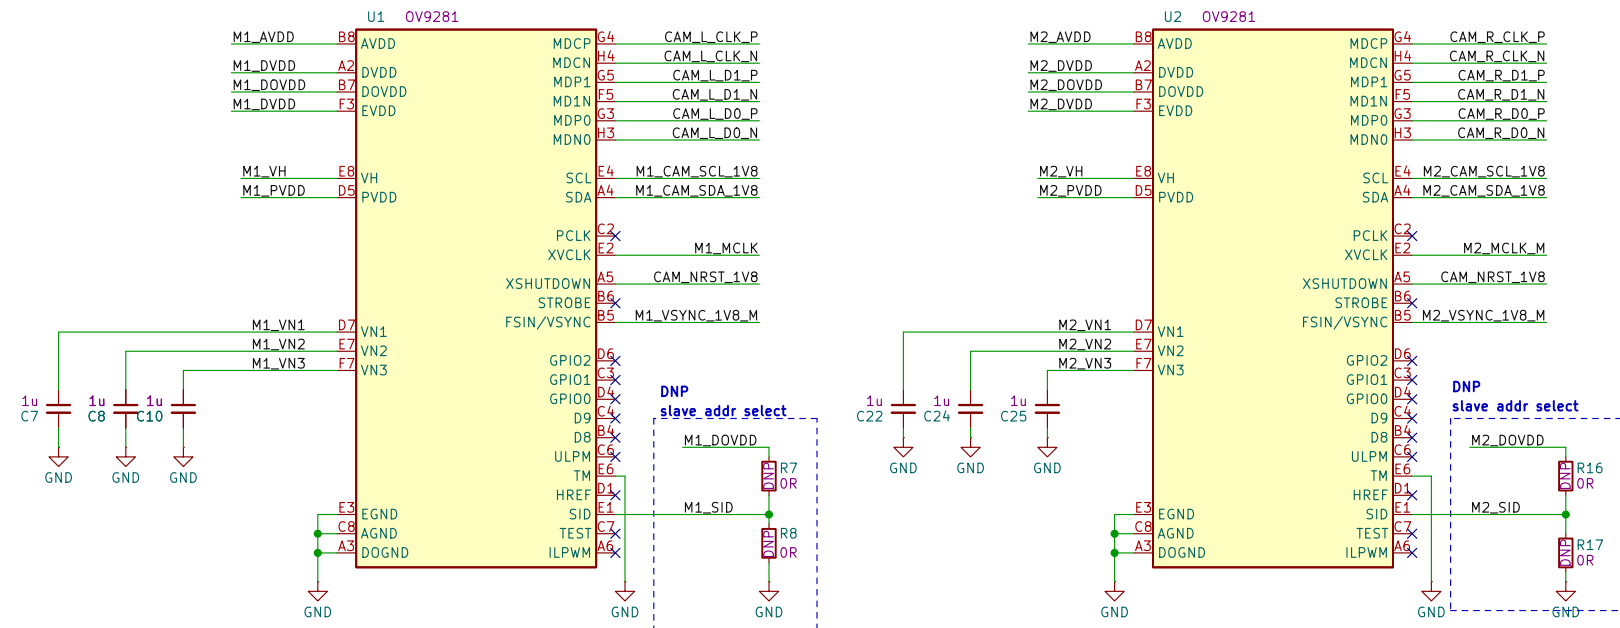 U1 OV9281
M1_AVDD B8 AVDD
M1_DVDD A2 DVDD
M1_DOVDD B7 DOVDD
M1_DVDD F3 EVDD
M1_VH E8 VH
M1_PVDD D5 PVDD
M1_VN1 D7 VN1
M1_VN2 E7 VN2
M1_VN3 F7 VN3
1u C7
1u C8
1u C10
GND
GND
GND
E3 EGND
C8 AGND
A3 DOGND
GND
MDCP G4 CAM_L_CLK_P
MDCN H4 CAM_L_CLK_N
MDP1 G5 CAM_L_D1_P
MD1N F5 CAM_L_D1_N
MDP0 G3 CAM_L_D0_P
MDN0 H3 CAM_L_D0_N
SCL E4 M1_CAM_SCL_1V8
SDA A4 M1_CAM_SDA_1V8
PCLK C2
XVCLK E2 M1_MCLK
XSHUTDOWN A5 CAM_NRST_1V8
STROBE B6
FSIN/VSYNC B5 M1_VSYNC_1V8_M
GPIO2 D6
GPIO1 C3
GPIO0 D4
D9 C4
D8 B4
ULPM C6
TM E6
HREF D1
SID E1 M1_SID
TEST C7
ILPWM A6
GND
DNP
slave addr select
M1_DOVDD
DNP R7
0R
DNP R8
0R
GND
U2 OV9281
M2_AVDD B8 AVDD
M2_DVDD A2 DVDD
M2_DOVDD B7 DOVDD
M2_DVDD F3 EVDD
M2_VH E8 VH
M2_PVDD D5 PVDD
M2_VN1 D7 VN1
M2_VN2 E7 VN2
M2_VN3 F7 VN3
1u C22
1u C24
1u C25
GND
GND
GND
E3 EGND
C8 AGND
A3 DOGND
GND
MDCP G4 CAM_R_CLK_P
MDCN H4 CAM_R_CLK_N
MDP1 G5 CAM_R_D1_P
MD1N F5 CAM_R_D1_N
MDP0 G3 CAM_R_D0_P
MDN0 H3 CAM_R_D0_N
SCL E4 M2_CAM_SCL_1V8
SDA A4 M2_CAM_SDA_1V8
PCLK C2
XVCLK E2 M2_MCLK_M
XSHUTDOWN A5 CAM_NRST_1V8
STROBE B6
FSIN/VSYNC B5 M2_VSYNC_1V8_M
GPIO2 D6
GPIO1 C3
GPIO0 D4
D9 C4
D8 B4
ULPM C6
TM E6
HREF D1
SID E1 M2_SID
TEST C7
ILPWM A6
GND
DNP
slave addr select
M2_DOVDD
DNP R16
0R
DNP R17
0R
GND